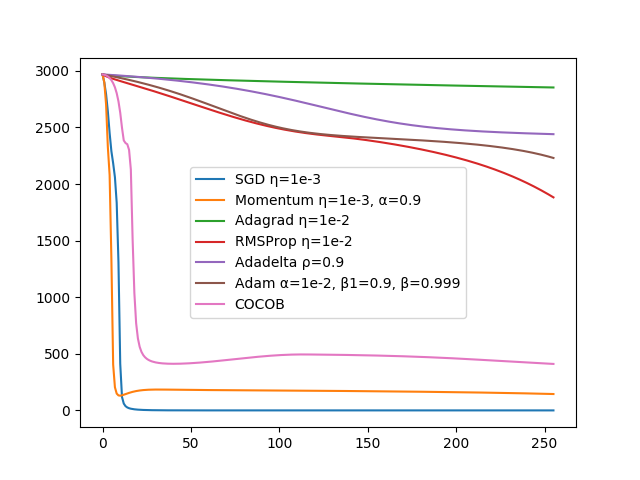 3000
2500
2000
1500
1000
500
0
SGD η=1e-3
Momentum η=1e-3, α=0.9
Adagrad η=1e-2
RMSProp η=1e-2
Adadelta ρ=0.9
Adam α=1e-2, β1=0.9, β=0.999
COCOB
0 50 100 150 200 250